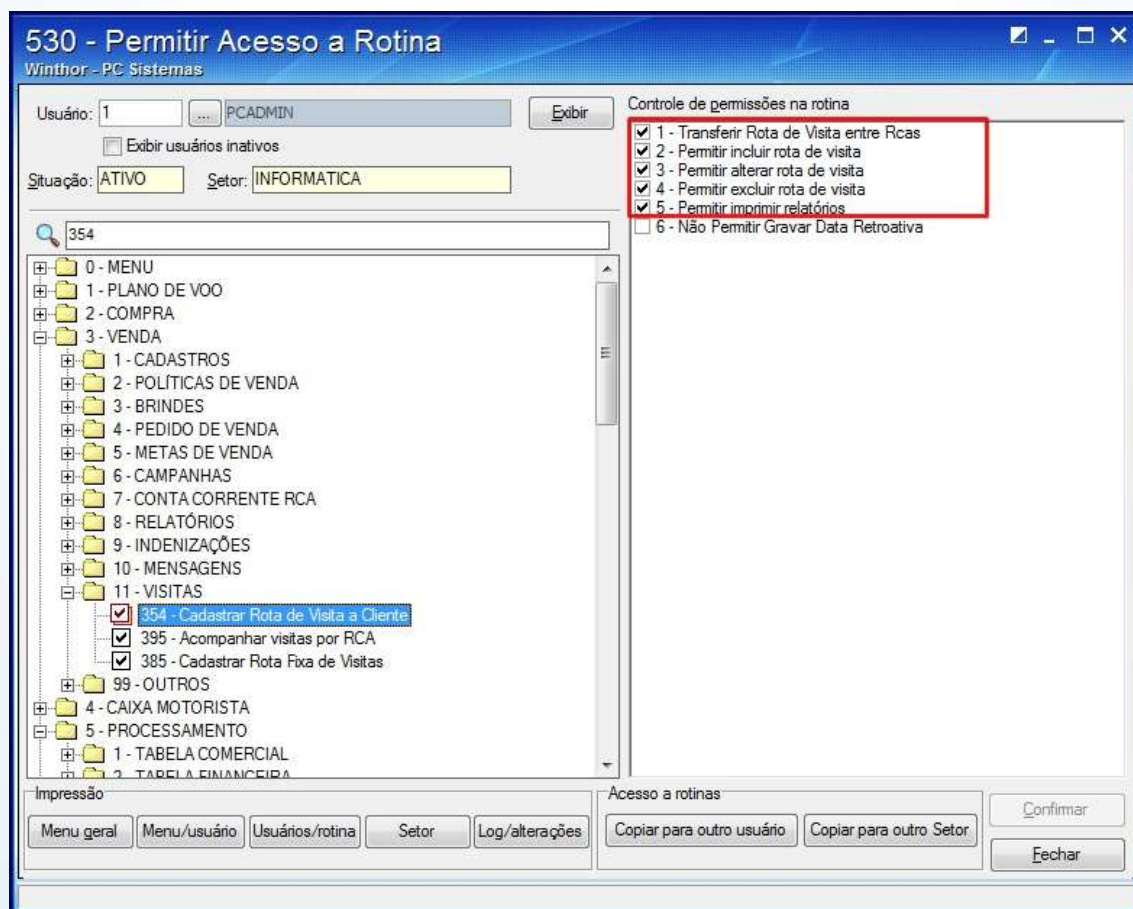 530 - Permitir Acesso a Rotina
Winthor - PC Sistemas
Usuário: 1 ... PCADMIN Exibir
Exibir usuários inativos
Situação: ATIVO Setor: INFORMATICA
354
0 - MENU
1 - PLANO DE VOO
2 - COMPRA
3 - VENDA
1 - CADASTROS
2 - POLÍTICAS DE VENDA
3 - BRINDES
4 - PEDIDO DE VENDA
5 - METAS DE VENDA
6 - CAMPANHAS
7 - CONTA CORRENTE RCA
8 - RELATÓRIOS
9 - INDENIZAÇÕES
10 - MENSAGENS
11 - VISITAS
354 - Cadastrar Rota de Visita a Cliente
395 - Acompanhar visitas por RCA
385 - Cadastrar Rota Fixa de Visitas
99 - OUTROS
4 - CAIXA MOTORISTA
5 - PROCESSAMENTO
1 - TABELA COMERCIAL
2 - TABELA FINANCEIRA
Controle de permissões na rotina
1 - Transferir Rota de Visita entre Rcas
2 - Permitir incluir rota de visita
3 - Permitir alterar rota de visita
4 - Permitir excluir rota de visita
5 - Permitir imprimir relatórios
6 - Não Permitir Gravar Data Retroativa
Impressão
Menu geral Menu/usuário Usuários/rotina Setor Log/alterações
Acesso a rotinas
Copiar para outro usuário Copiar para outro Setor
Confirmar
Fechar